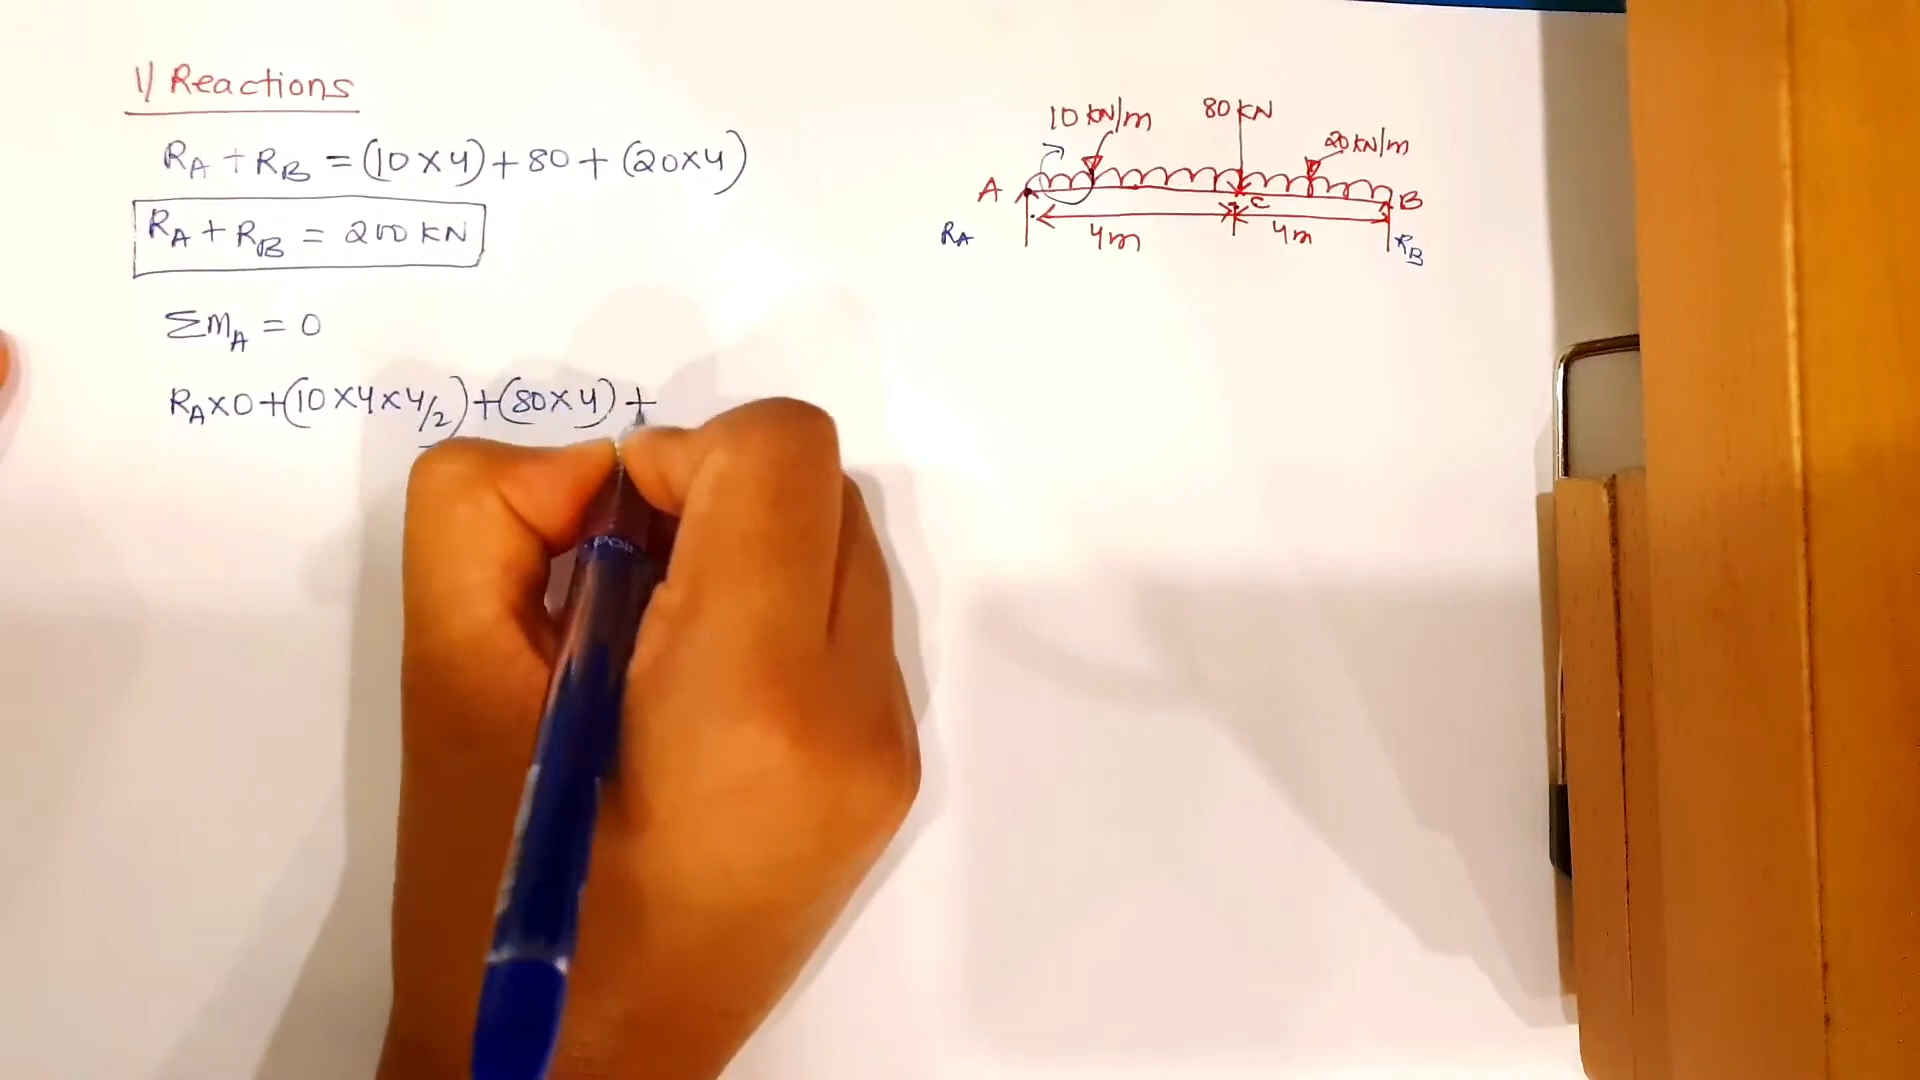 1) Reactions
RA + RB = (10×4)+80+(20×4)
RA + RB = 200 KN
ΣMA = 0
RA×0+(10×4×4/2)+(80×4)+
10 KN/m 80 KN 20 KN/m
A C B
4m 4m
RA RB